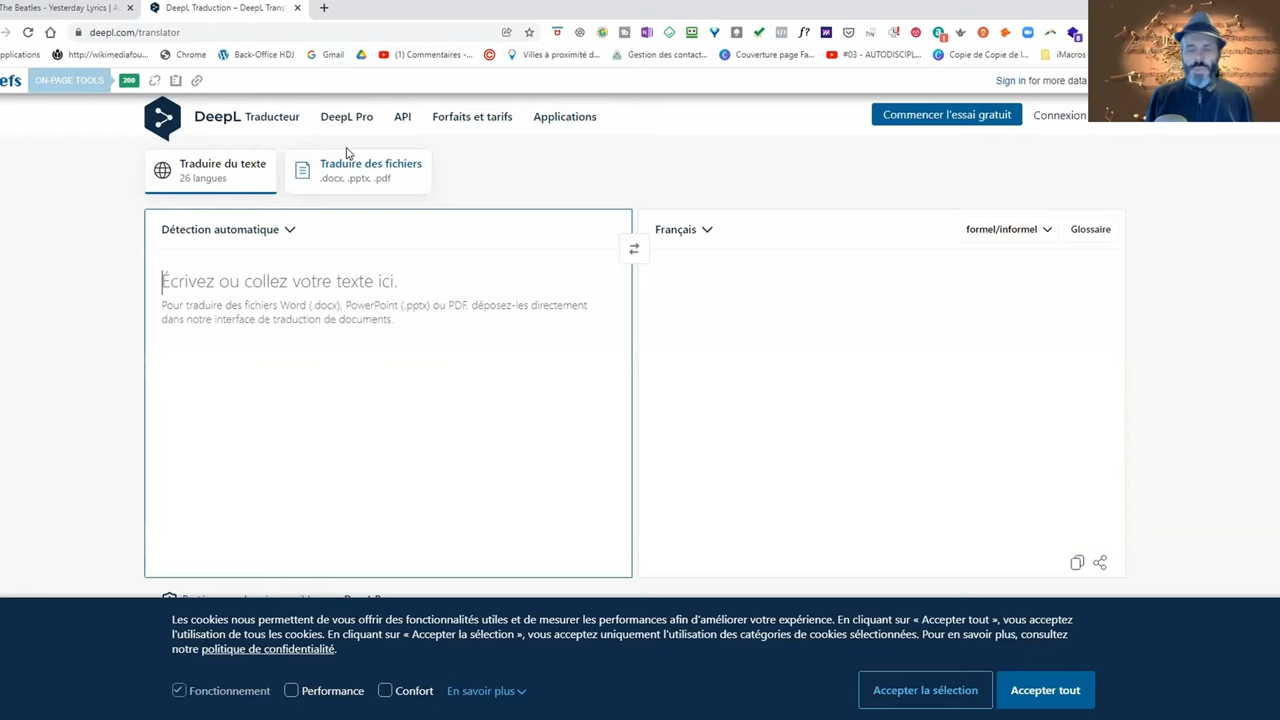 The Beatles - Yesterday Lyrics | A
DeepL Traduction – DeepL Transl
deepl.com/translator
pplications
http://wikimediafou...
Chrome
Back-Office HDJ
Gmail
(1) Commentaires -...
Villes à proximité d...
Gestion des contact...
Couverture page Fa...
#03 - AUTODISCIPL...
Copie de Copie de l...
iMacros
efs
ON-PAGE TOOLS
200
Sign in for more data
DeepL Traducteur
DeepL Pro
API
Forfaits et tarifs
Applications
Commencer l'essai gratuit
Connexion
Traduire du texte
26 langues
Traduire des fichiers
.docx, .pptx, .pdf
Détection automatique
Français
formel/informel
Glossaire
Écrivez ou collez votre texte ici.
Pour traduire des fichiers Word (.docx), PowerPoint (.pptx) ou PDF, déposez-les directement
dans notre interface de traduction de documents.
Les cookies nous permettent de vous offrir des fonctionnalités utiles et de mesurer les performances afin d'améliorer votre expérience. En cliquant sur « Accepter tout », vous acceptez
l'utilisation de tous les cookies. En cliquant sur « Accepter la sélection », vous acceptez uniquement l'utilisation des catégories de cookies sélectionnées. Pour en savoir plus, consultez
notre politique de confidentialité.
Fonctionnement
Performance
Confort
En savoir plus
Accepter la sélection
Accepter tout